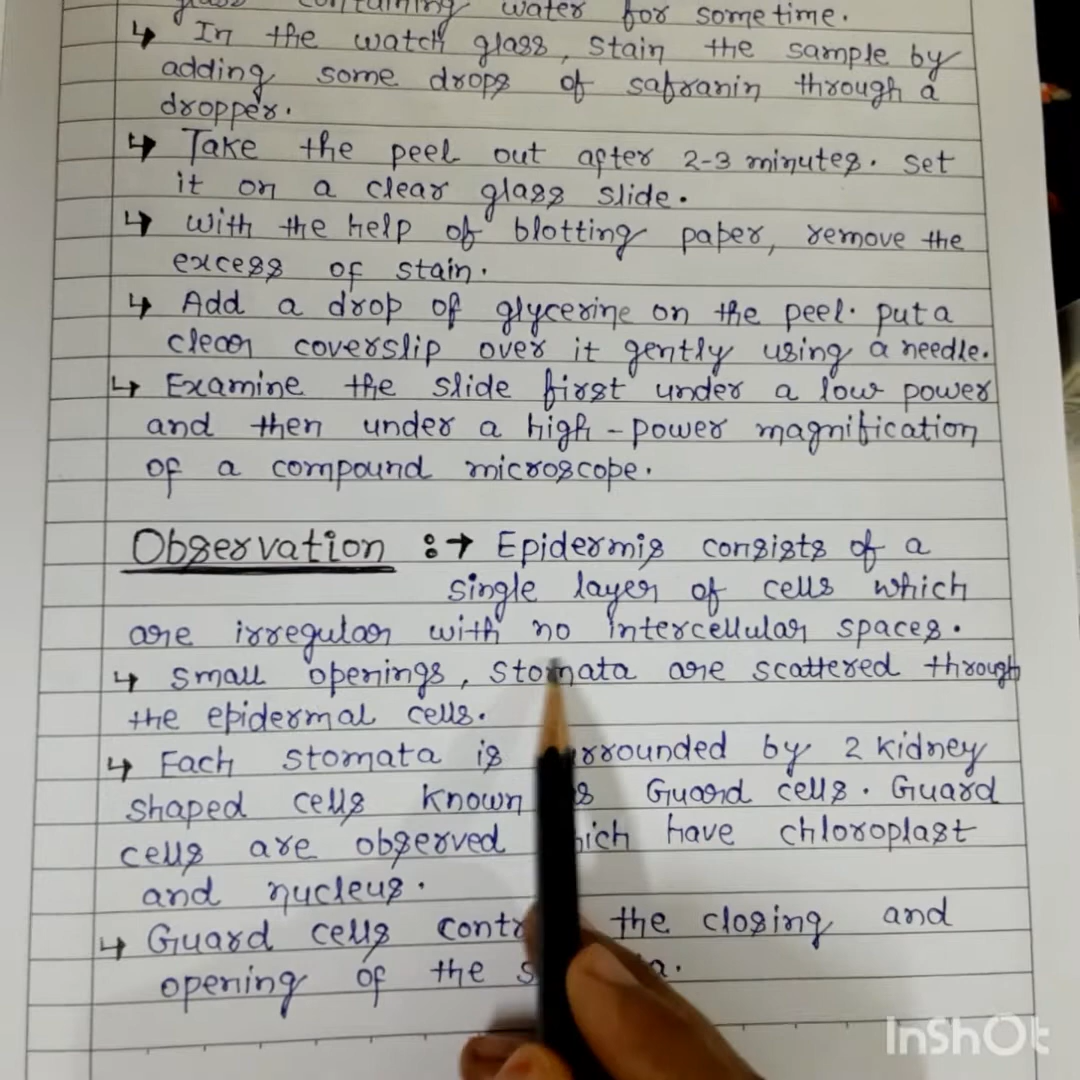 containing water for sometime.
↳ In the watch glass, stain the sample by
adding some drops of safranin through a
dropper.
↳ Take the peel out after 2-3 minutes. set
it on a clear glass slide.
↳ with the help of blotting paper, remove the
excess of stain.
↳ Add a drop of glycerine on the peel. put a
clear coverslip over it gently using a needle.
↳ Examine the slide first under a low power
and then under a high-power magnification
of a compound microscope.
Observation :→ Epidermis consists of a
single layer of cells which
are irregular with no intercellular spaces.
↳ small openings, stomata are scattered through
the epidermal cells.
↳ Each stomata is by 2 kidney
shaped cells known Guard cells. Guard
cells are observed have chloroplast
and nucleus.
↳ Guard cells the closing and
opening of the
InShOt